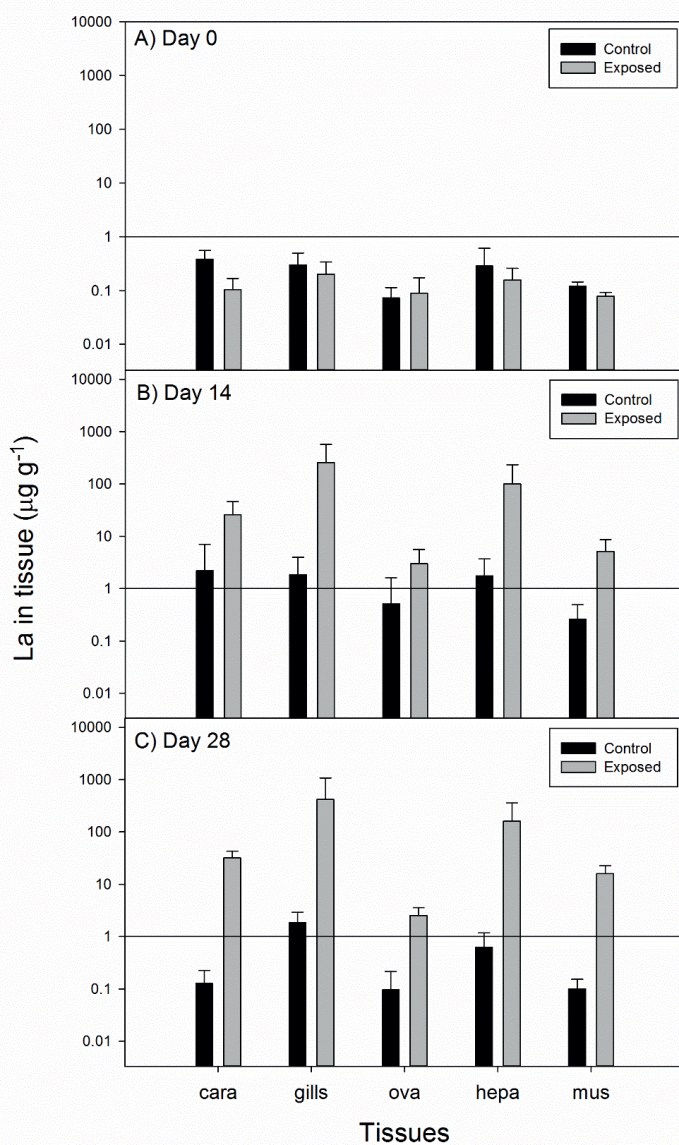 La in tissue (µg g-1)
A) Day 0
Control
Exposed
10000
1000
100
10
1
0.1
0.01
B) Day 14
Control
Exposed
10000
1000
100
10
1
0.1
0.01
C) Day 28
Control
Exposed
10000
1000
100
10
1
0.1
0.01
cara gills ova hepa mus
Tissues